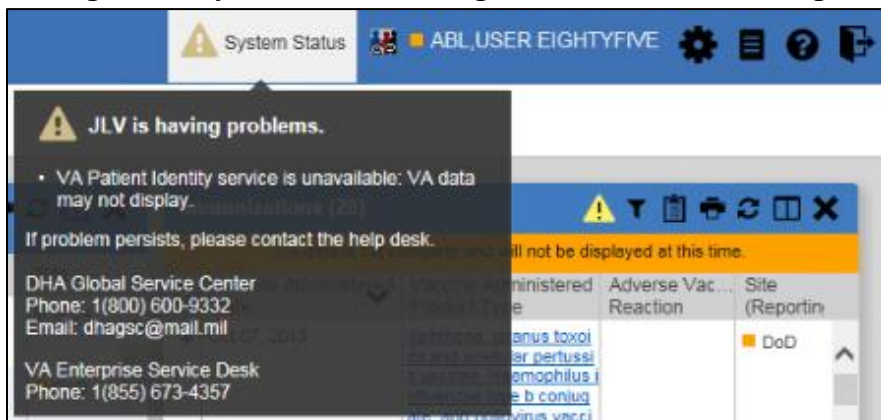 System Status
ABL,USER EIGHTYFIVE
JLV is having problems.
• VA Patient Identity service is unavailable: VA data
may not display.
If problem persists, please contact the help desk.
DHA Global Service Center
Phone: 1(800) 600-9332
Email: dhagsc@mail.mil
VA Enterprise Service Desk
Phone: 1(855) 673-4357
will not be displayed at this time.
Adverse Vac...
Reaction
Site
(Reportin
DoD